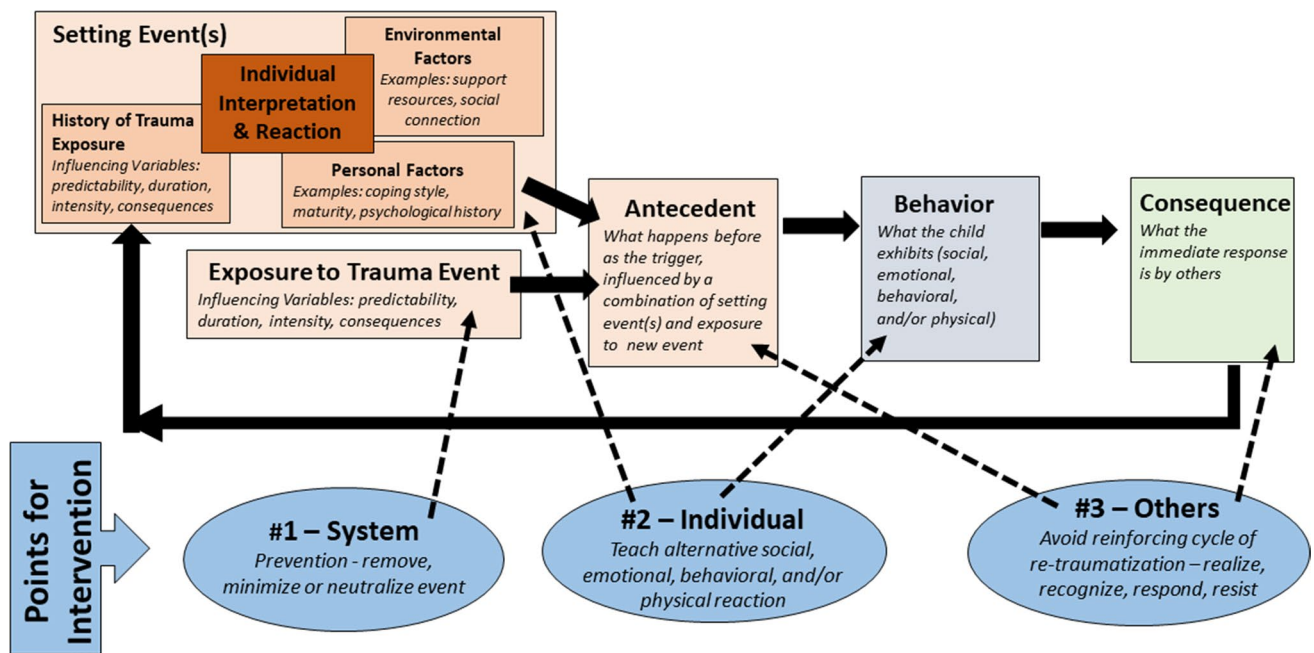 Setting Event(s)
Environmental
Factors
Examples: support
resources, social
connection
Individual
Interpretation
& Reaction
History of Trauma
Exposure
Influencing Variables:
predictability, duration,
intensity, consequences
Personal Factors
Examples: coping style,
maturity, psychological history
Exposure to Trauma Event
Influencing Variables: predictability,
duration, intensity, consequences
Antecedent
What happens before
as the trigger,
influenced by a
combination of setting
event(s) and exposure
to new event
Behavior
What the child
exhibits (social,
emotional,
behavioral,
and/or physical)
Consequence
What the
immediate response
is by others
Points for
Intervention
#1 – System
Prevention - remove,
minimize or neutralize event
#2 – Individual
Teach alternative social,
emotional, behavioral, and/or
physical reaction
#3 – Others
Avoid reinforcing cycle of
re-traumatization – realize,
recognize, respond, resist